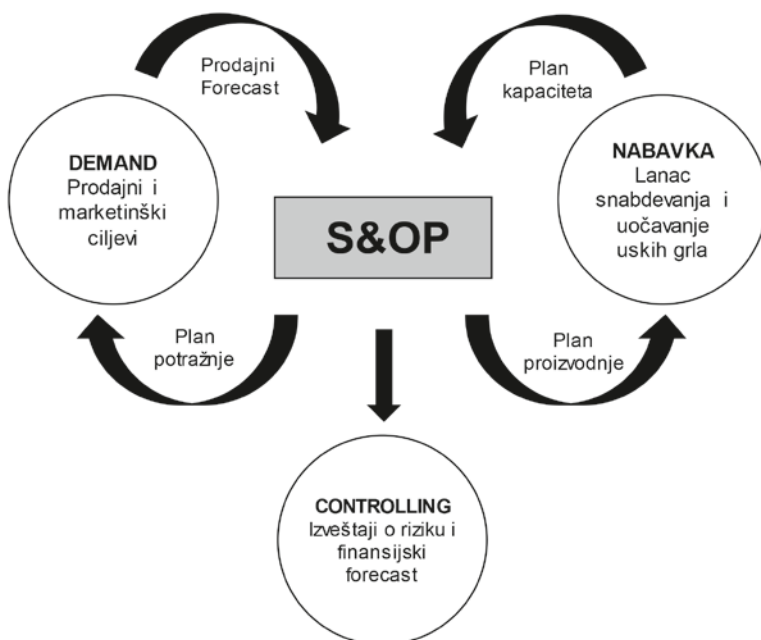 Prodajni
Forecast
Plan
kapaciteta
DEMAND
Prodajni i
marketinški
ciljevi
NABAVKA
Lanac
snabdevanja i
uočavanje
uskih grla
S&OP
Plan
potražnje
Plan
proizvodnje
CONTROLLING
Izveštaji o riziku i
finansijski
forecast